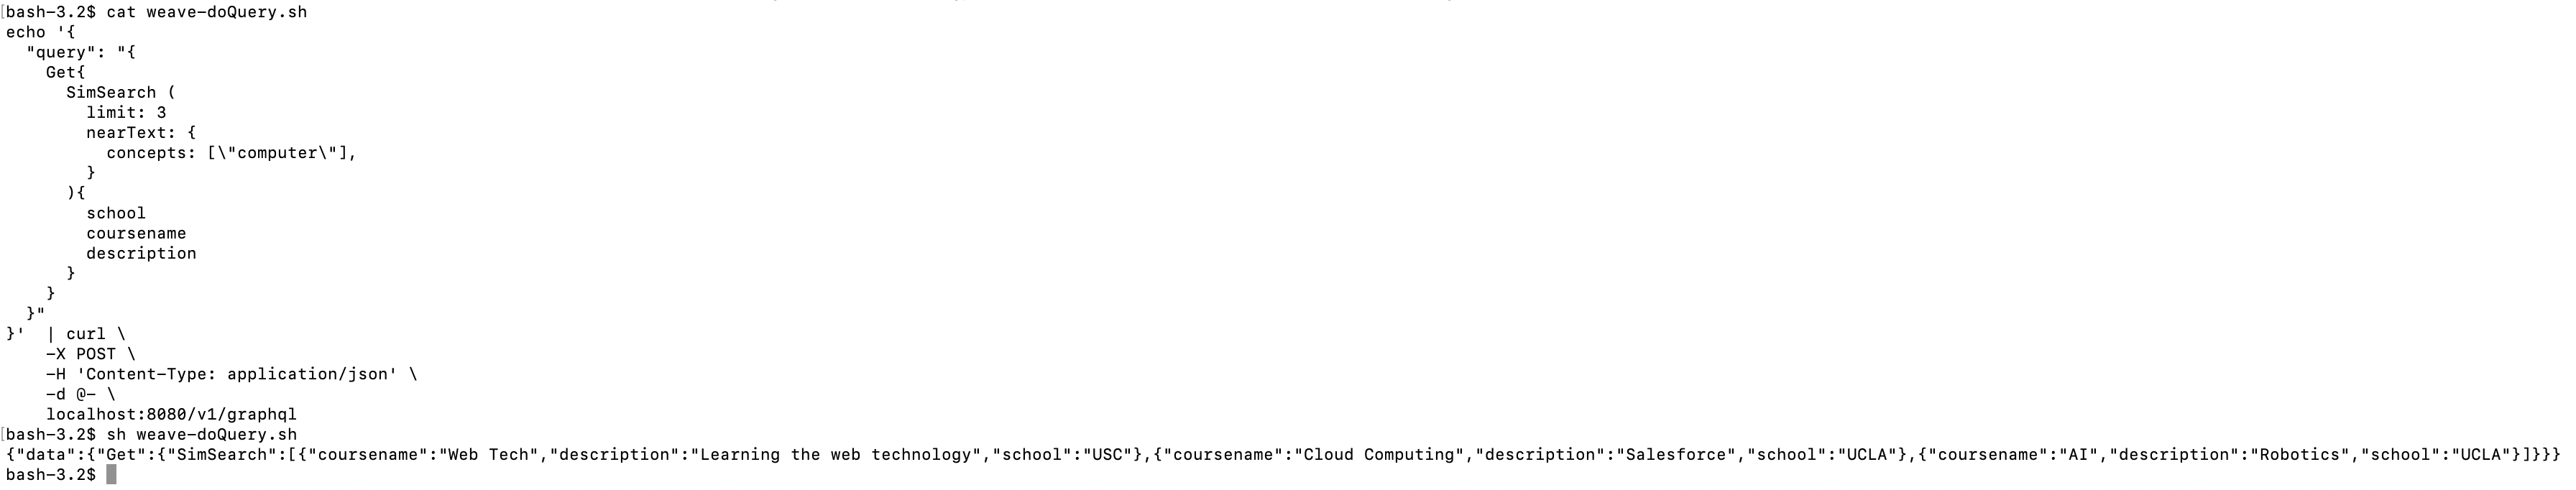 [bash-3.2$ cat weave-doQuery.sh
echo '{
  "query": "{
    Get{
      SimSearch (
        limit: 3
        nearText: {
          concepts: [\"computer\"],
        }
      ){
        school
        coursename
        description
      }
    }
  }"
}'  | curl \
    -X POST \
    -H 'Content-Type: application/json' \
    -d @- \
    localhost:8080/v1/graphql
[bash-3.2$ sh weave-doQuery.sh
{"data":{"Get":{"SimSearch":[{"coursename":"Web Tech","description":"Learning the web technology","school":"USC"},{"coursename":"Cloud Computing","description":"Salesforce","school":"UCLA"},{"coursename":"AI","description":"Robotics","school":"UCLA"}]}}}
bash-3.2$